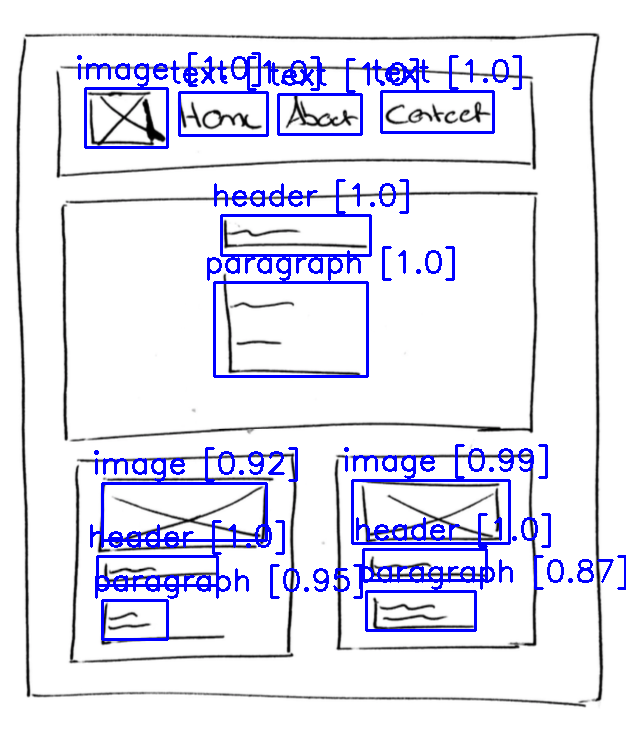 image [1.0] text [1.0] text [1.0] text [1.0]
Home About Contact
header [1.0]
paragraph [1.0]
image [0.92] image [0.99]
header [1.0] header [1.0]
paragraph [0.95] paragraph [0.87]